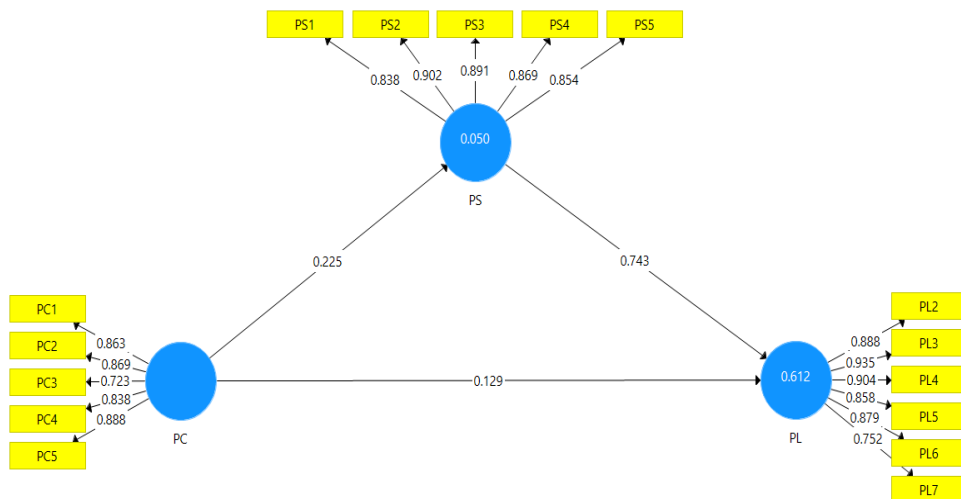 PS1 PS2 PS3 PS4 PS5
0.838 0.902 0.891 0.869 0.854
0.050
PS
0.225
0.743
PC1
PC2
PC3
PC4
PC5
0.863
0.869
0.723
0.838
0.888
PC
0.129
0.612
PL
0.888
0.935
0.904
0.858
0.879
0.752
PL2
PL3
PL4
PL5
PL6
PL7